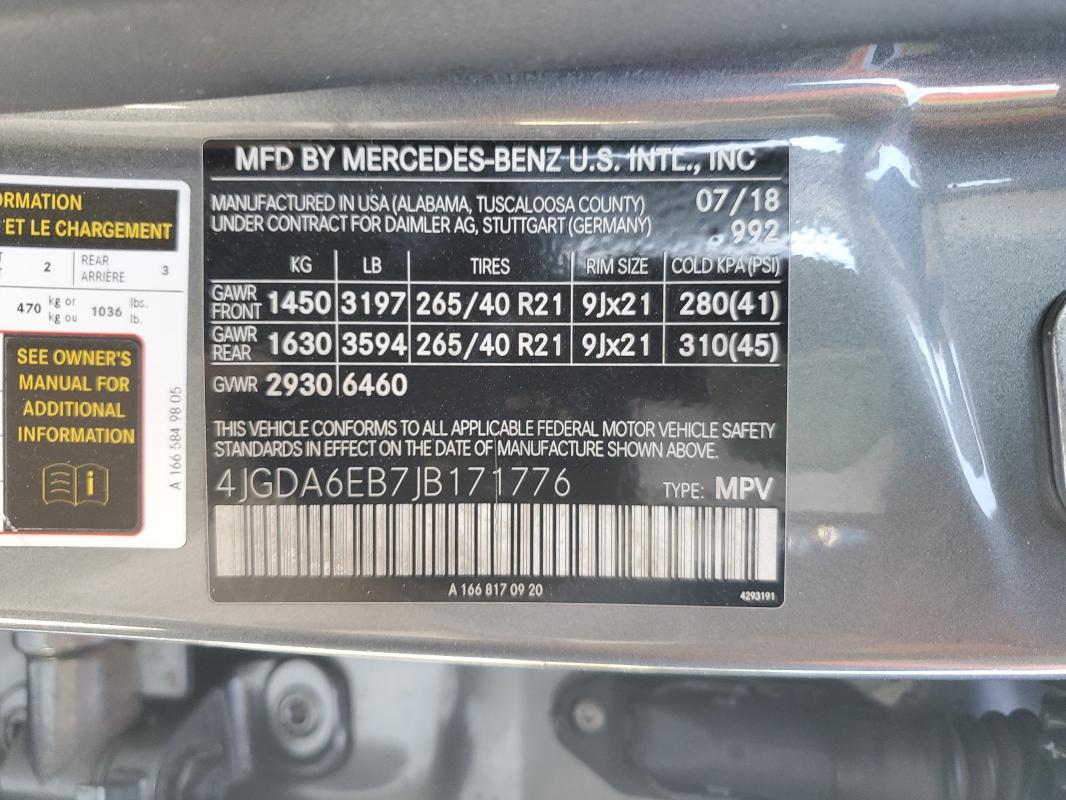 MFD BY MERCEDES-BENZ U.S. INTL., INC
MANUFACTURED IN USA (ALABAMA, TUSCALOOSA COUNTY) 07/18
UNDER CONTRACT FOR DAIMLER AG, STUTTGART (GERMANY) 992
KG LB TIRES RIM SIZE COLD KPA(PSI)
GAWR FRONT 1450 3197 265/40 R21 9Jx21 280(41)
GAWR REAR 1630 3594 265/40 R21 9Jx21 310(45)
GVWR 2930 6460
THIS VEHICLE CONFORMS TO ALL APPLICABLE FEDERAL MOTOR VEHICLE SAFETY
STANDARDS IN EFFECT ON THE DATE OF MANUFACTURE SHOWN ABOVE.
4JGDA6EB7JB171776 TYPE: MPV
A 166 817 09 20 4293191
ET LE CHARGEMENT
2 REAR ARRIÈRE 3
470 kg or kg ou 1036 lbs. lb.
SEE OWNER'S
MANUAL FOR
ADDITIONAL
INFORMATION
A 166 584 98 05